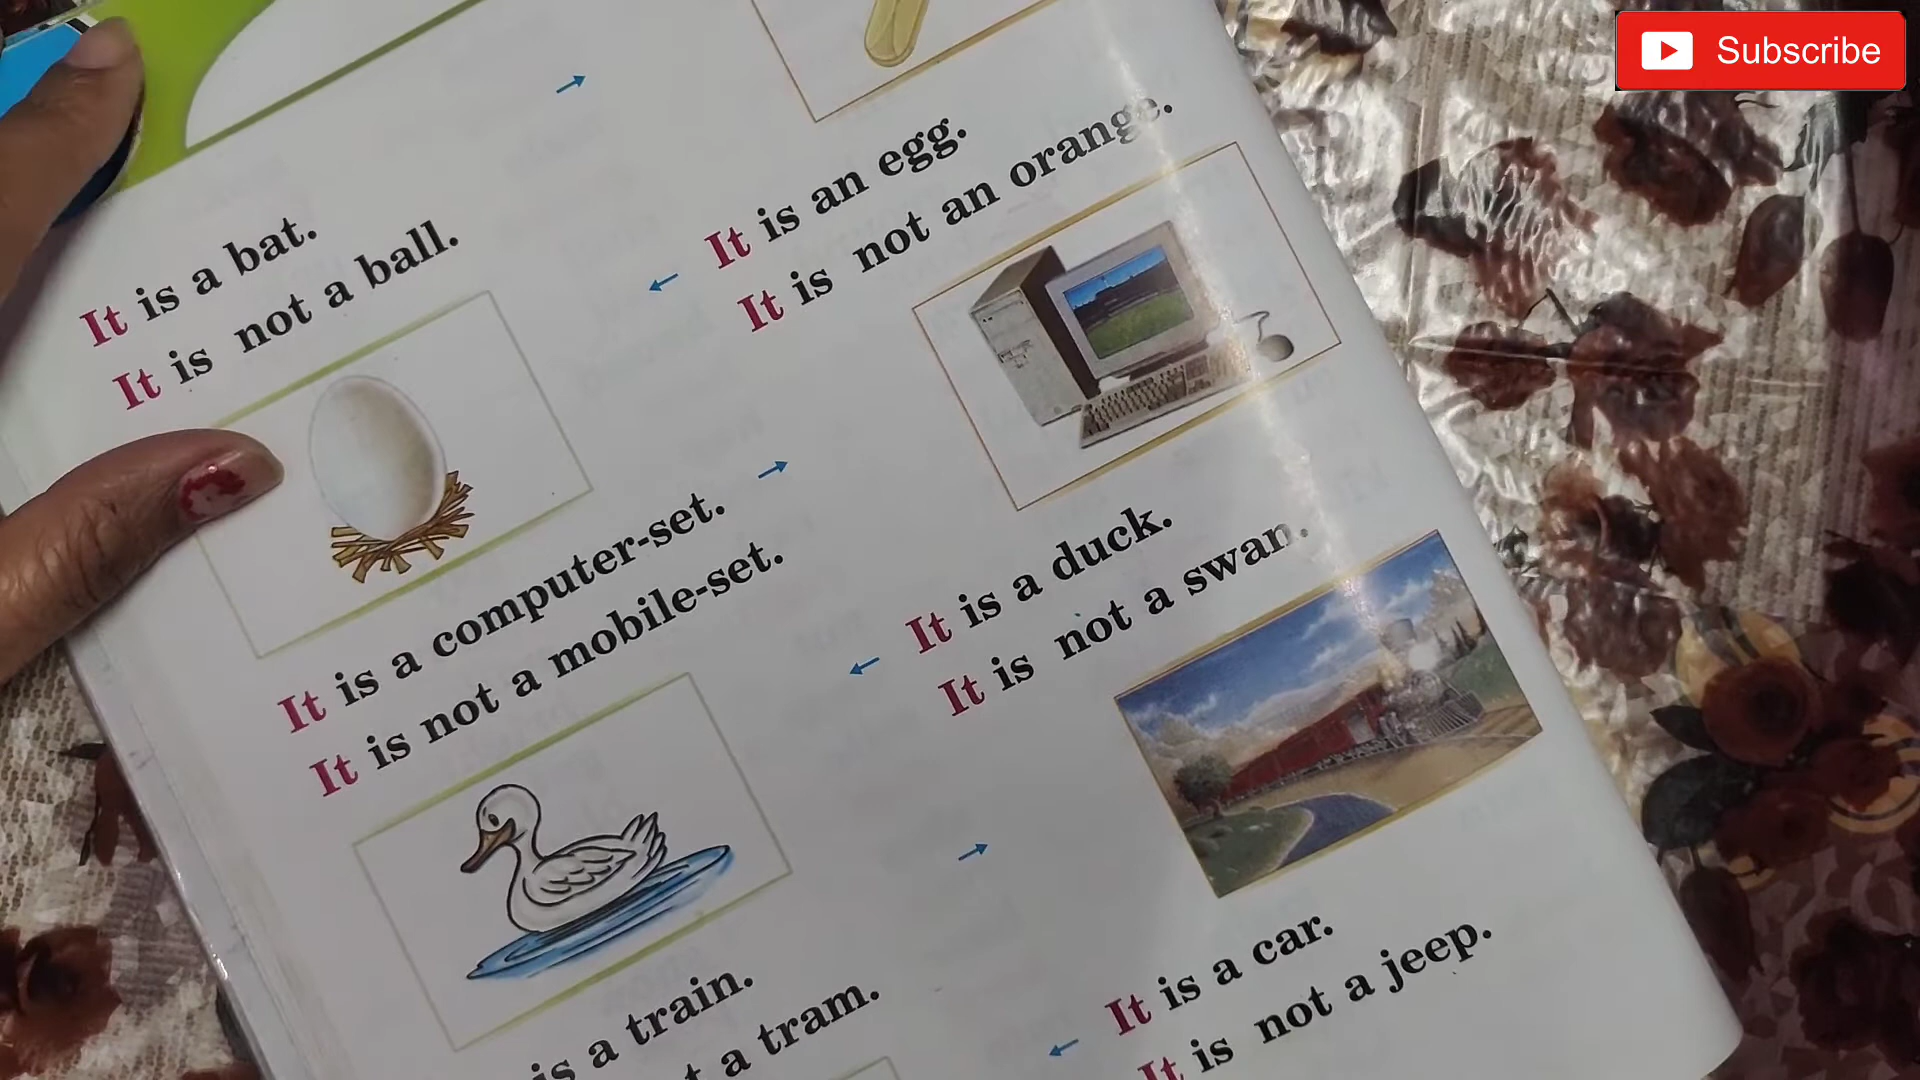 Subscribe
It is a bat.
It is not a ball.
It is an egg.
It is not an orange.
It is a computer-set.
It is not a mobile-set.
It is a duck.
It is not a swan.
is a train.
a tram.
It is a car.
It is not a jeep.